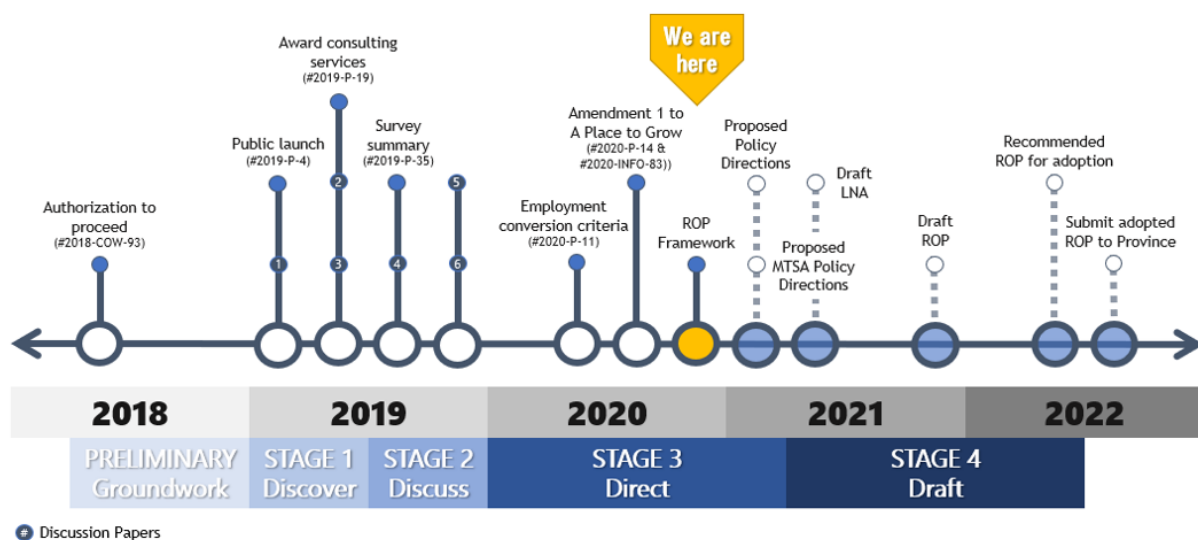 We are
here
Award consulting
services
(#2019-P-19)
Public launch
(#2019-P-4)
Survey
summary
(#2019-P-35)
Authorization to
proceed
(#2018-COW-93)
Amendment 1 to
A Place to Grow
(#2020-P-14 &
#2020-INFO-83))
Employment
conversion criteria
(#2020-P-11)
ROP
Framework
Proposed
Policy
Directions
Draft
LNA
Proposed
MTSA Policy
Directions
Draft
ROP
Recommended
ROP for adoption
Submit adopted
ROP to Province
2
5
1
3
4
6
2018
2019
2020
2021
2022
PRELIMINARY
Groundwork
STAGE 1
Discover
STAGE 2
Discuss
STAGE 3
Direct
STAGE 4
Draft
# Discussion Papers